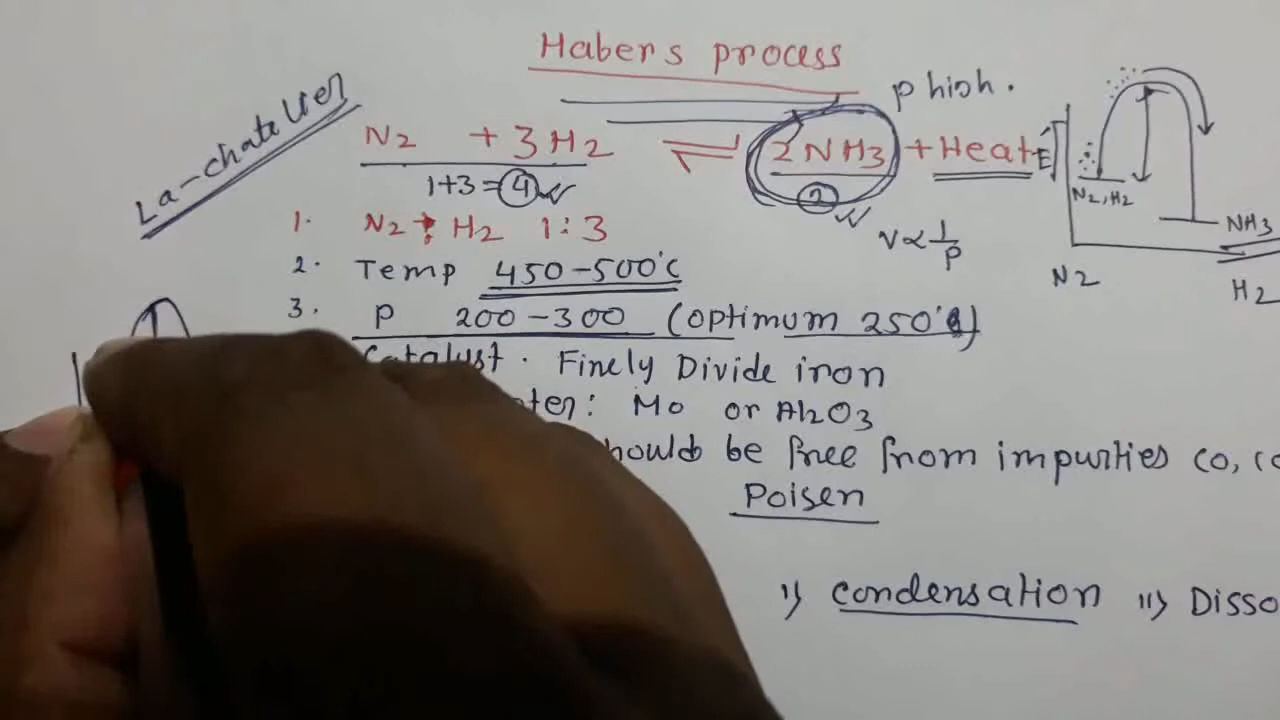 Habers process
P high.
La-chatelier
N2 + 3H2 ⇌ 2NH3 + Heat
1+3 = 4
2
V∝1/P
E
N2, H2
NH3
N2
H2
1. N2 : H2 1:3
2. Temp 450-500°C
3. P 200-300 (optimum 250
Catalyst. Finely Divide iron
Mo or Al2O3
should be free from impurties CO,
Poisen
i) condensation ii) Disso